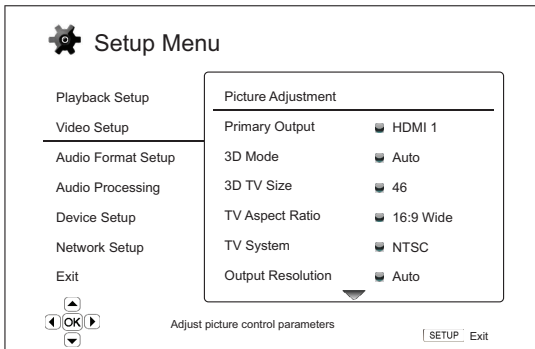 Setup Menu
Playback Setup
Video Setup
Audio Format Setup
Audio Processing
Device Setup
Network Setup
Exit
Picture Adjustment
Primary Output HDMI 1
3D Mode Auto
3D TV Size 46
TV Aspect Ratio 16:9 Wide
TV System NTSC
Output Resolution Auto
OK
Adjust picture control parameters
SETUP Exit